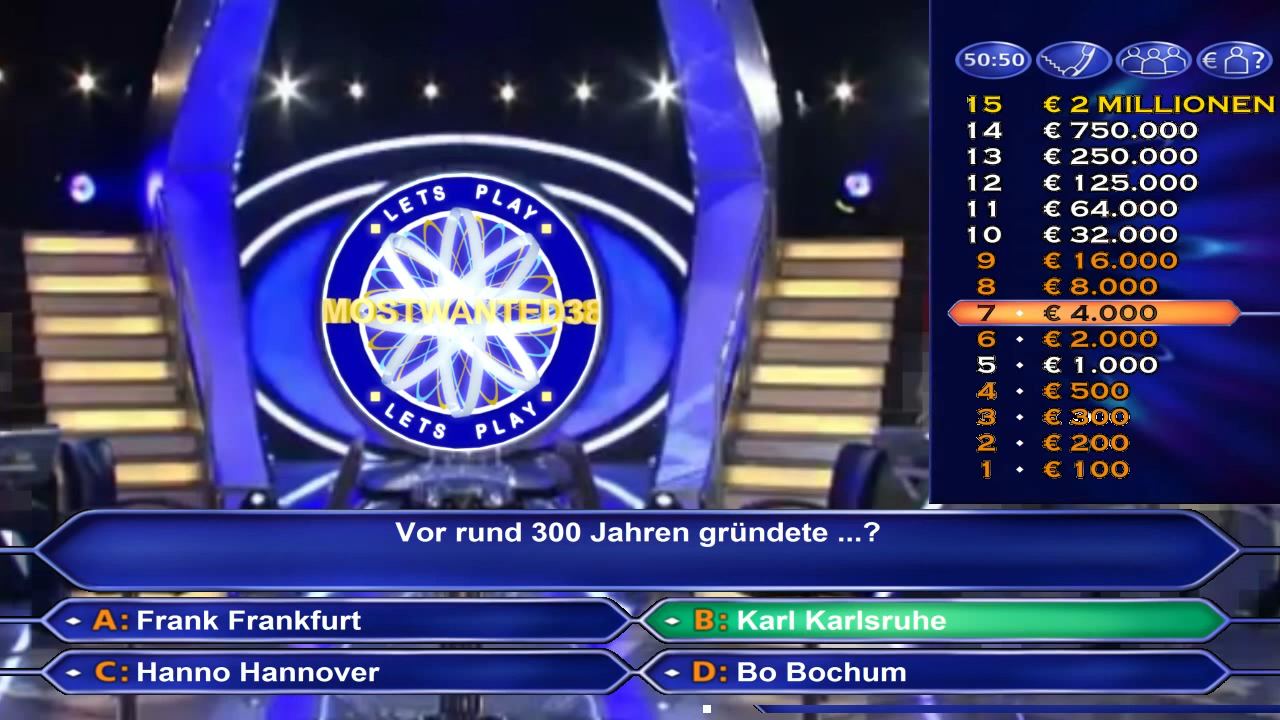 LETS PLAY
MOSTWANTED38
LETS PLAY
50:50 € ?
15 € 2 MILLIONEN
14 € 750.000
13 € 250.000
12 € 125.000
11 € 64.000
10 € 32.000
9 € 16.000
8 € 8.000
7 € 4.000
6 € 2.000
5 € 1.000
4 € 500
3 € 300
2 € 200
1 € 100
Vor rund 300 Jahren gründete ...?
A: Frank Frankfurt
B: Karl Karlsruhe
C: Hanno Hannover
D: Bo Bochum